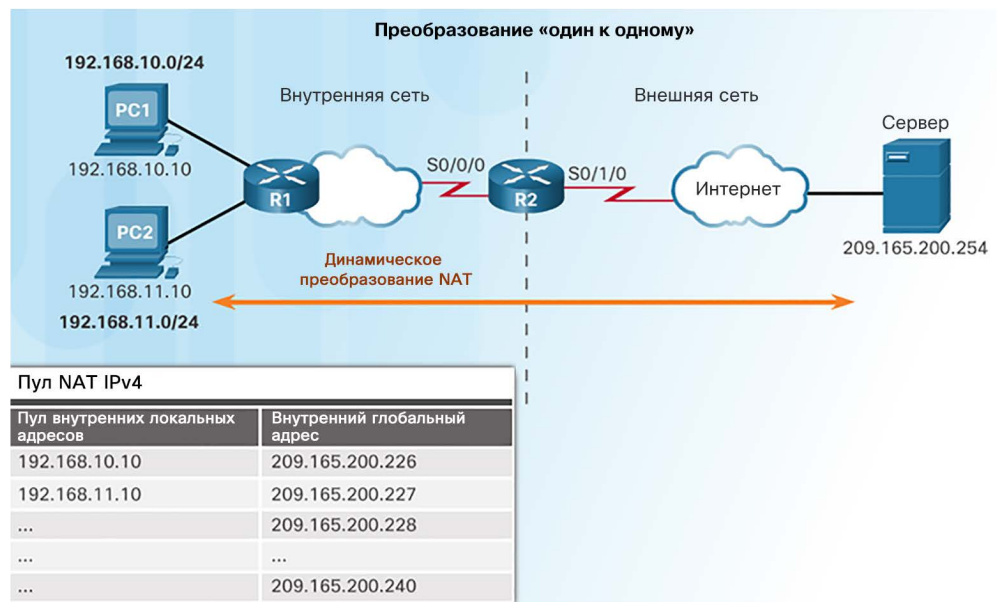 Преобразование «один к одному»
192.168.10.0/24
PC1
192.168.10.10
PC2
192.168.11.10
192.168.11.0/24
Внутренняя сеть
R1
S0/0/0
R2
S0/1/0
Внешняя сеть
Интернет
Сервер
209.165.200.254
Динамическое
преобразование NAT
Пул NAT IPv4
Пул внутренних локальных
адресов
Внутренний глобальный
адрес
192.168.10.10 209.165.200.226
192.168.11.10 209.165.200.227
... 209.165.200.228
... ...
... 209.165.200.240